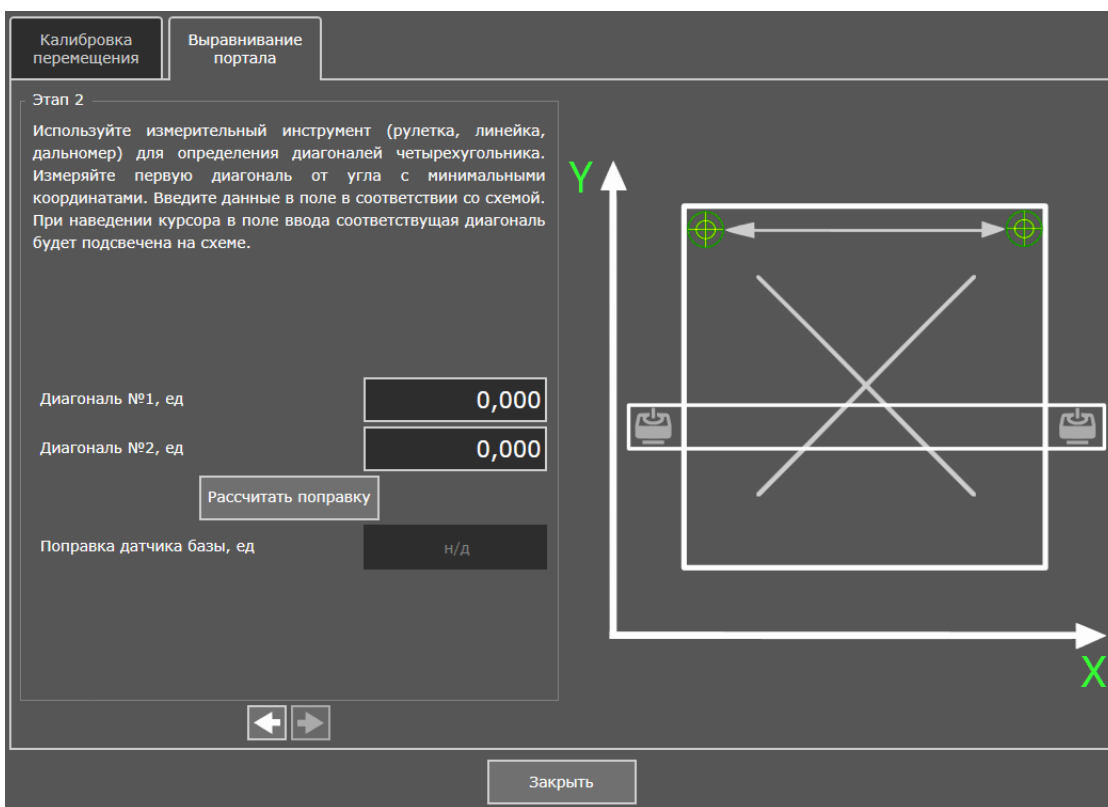 Калибровка
перемещения
Выравнивание
портала
Этап 2
Используйте измерительный инструмент (рулетка, линейка,
дальномер) для определения диагоналей четырехугольника.
Измеряйте первую диагональ от угла с минимальными
координатами. Введите данные в поле в соответствии со схемой.
При наведении курсора в поле ввода соответствущая диагональ
будет подсвечена на схеме.
Диагональ №1, ед
0,000
Диагональ №2, ед
0,000
Рассчитать поправку
Поправка датчика базы, ед
н/д
Y
X
Закрыть